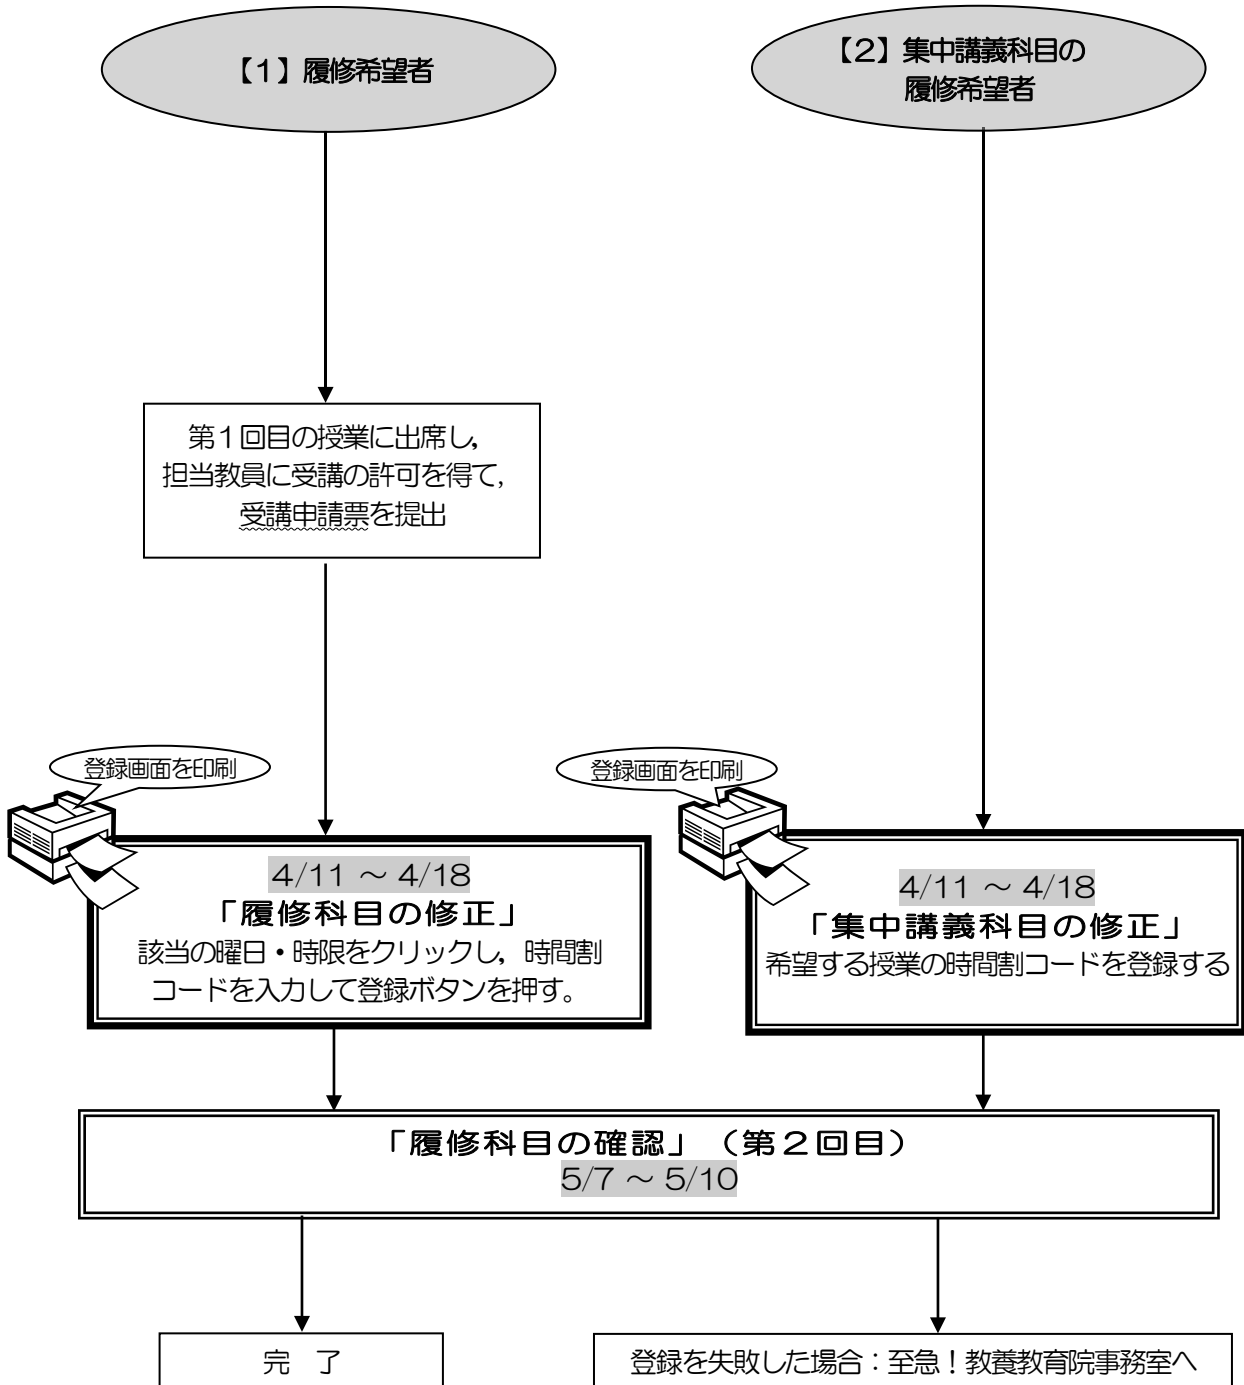 【1】履修希望者
【2】集中講義科目の
履修希望者
第１回目の授業に出席し，
担当教員に受講の許可を得て，
受講申請票を提出
登録画面を印刷
登録画面を印刷
4/11 ～ 4/18
「履修科目の修正」
該当の曜日・時限をクリックし，時間割
コードを入力して登録ボタンを押す。
4/11 ～ 4/18
「集中講義科目の修正」
希望する授業の時間割コードを登録する
「履修科目の確認」（第２回目）
5/7 ～ 5/10
完　了
登録を失敗した場合：至急！教養教育院事務室へ